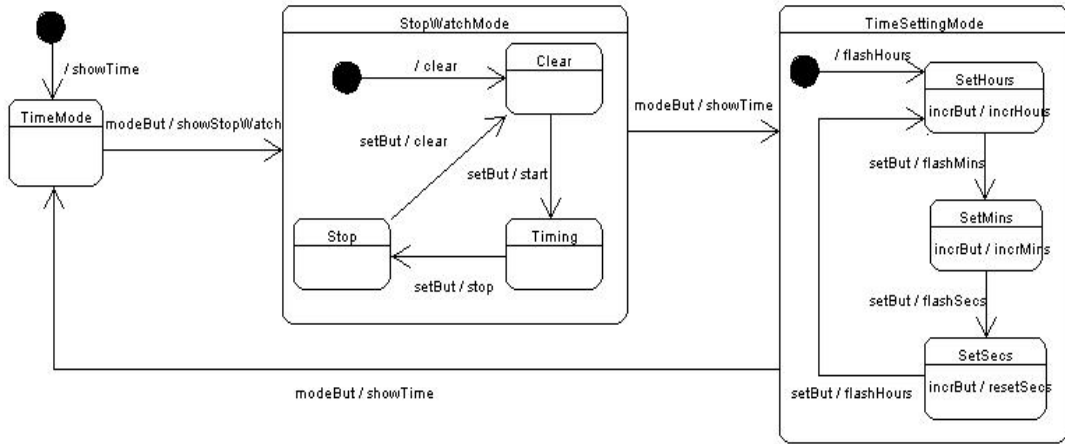 StopWatchMode
TimeSettingMode
/ showTime
/ clear
Clear
/ flashHours
SetHours
incrBut / incrHours
TimeMode
modeBut / showStopWatch
modeBut / showTime
setBut / clear
setBut / start
setBut / flashMins
Stop
Timing
SetMins
incrBut / incrMins
setBut / stop
setBut / flashSecs
SetSecs
incrBut / resetSecs
setBut / flashHours
modeBut / showTime